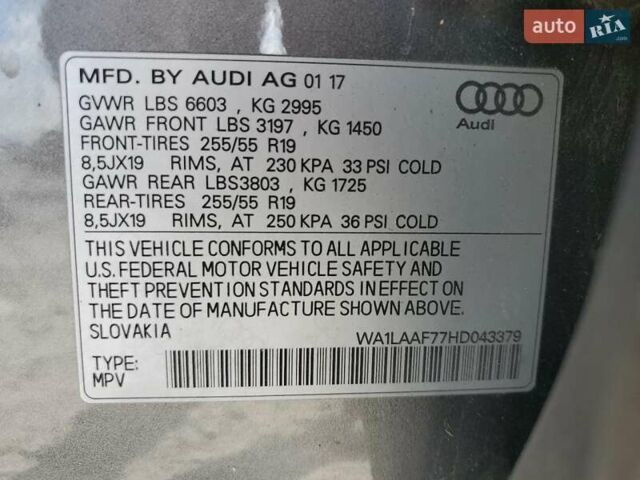 auto RIA .com
MFD. BY AUDI AG 01 17
GVWR LBS 6603 , KG 2995
GAWR FRONT LBS 3197 , KG 1450
FRONT-TIRES 255/55 R19
8,5JX19 RIMS, AT 230 KPA 33 PSI COLD
GAWR REAR LBS3803 , KG 1725
REAR-TIRES 255/55 R19
8,5JX19 RIMS, AT 250 KPA 36 PSI COLD
Audi
THIS VEHICLE CONFORMS TO ALL APPLICABLE
U.S. FEDERAL MOTOR VEHICLE SAFETY AND
THEFT PREVENTION STANDARDS IN EFFECT ON
THE DATE OF MANUFACTURE SHOWN ABOVE.
SLOVAKIA WA1LAAF77HD043379
TYPE:
MPV